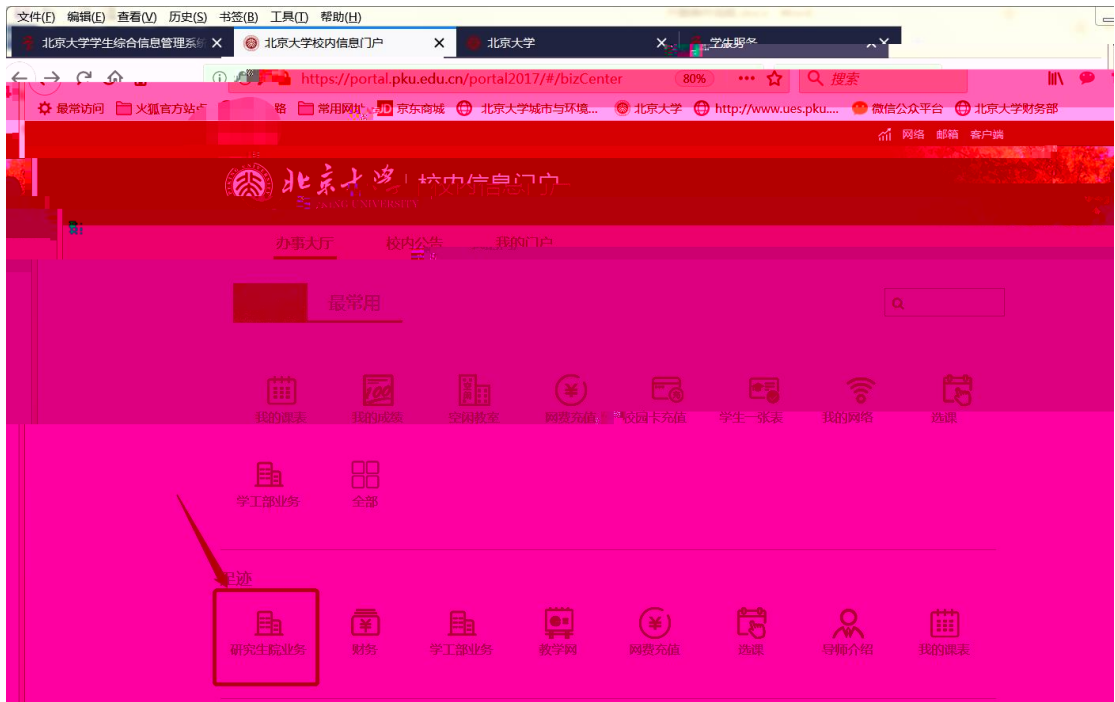 文件(F) 编辑(E) 查看(V) 历史(S) 书签(B) 工具(T) 帮助(H)
北京大学学生综合信息管理系统 北京大学校内信息门户 北京大学
https://portal.pku.edu.cn/portal2017/#/bizCenter 80% 搜索
最常访问 火狐官方站点 常用网址 JD 京东商城 北京大学城市与环境... 北京大学 http://www.ues.pku.... 微信公众平台 北京大学财务部
网络 邮箱 客户端
北京大学 校内信息门户
办事大厅 校内公告 我的门户
最常用
我的课表 我的成绩 空闲教室 网费充值 校园卡充值 学生一张表 我的网络 选课
学工部业务 全部
足迹
研究生院业务 财务 学工部业务 教学网 网费充值 选课 导师介绍 我的课表